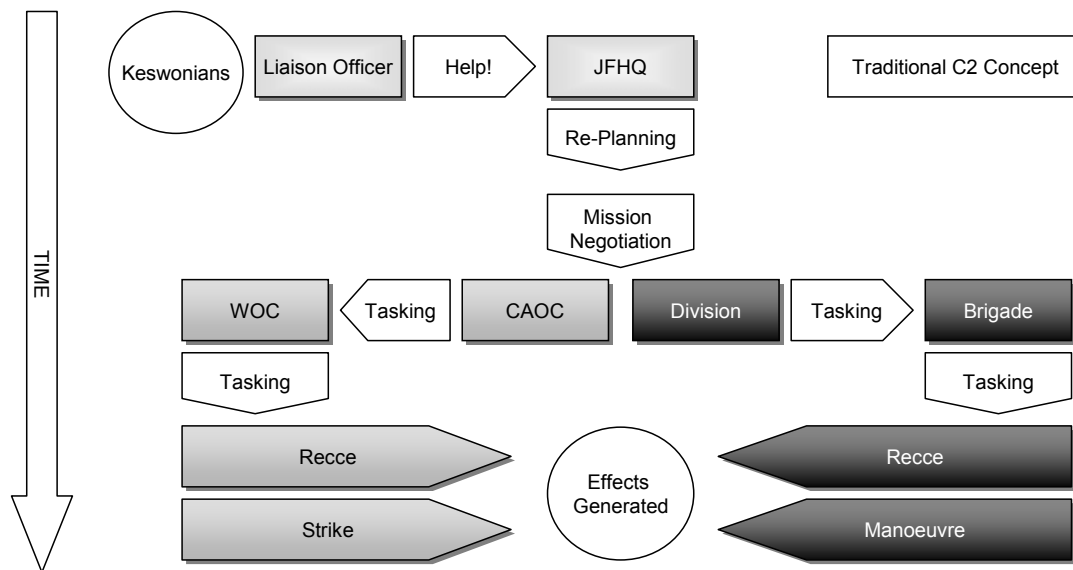 Keswonians
Liaison Officer
Help!
JFHQ
Traditional C2 Concept
Re-Planning
Mission
Negotiation
TIME
WOC
Tasking
CAOC
Division
Tasking
Brigade
Tasking
Tasking
Recce
Effects
Generated
Recce
Strike
Manoeuvre